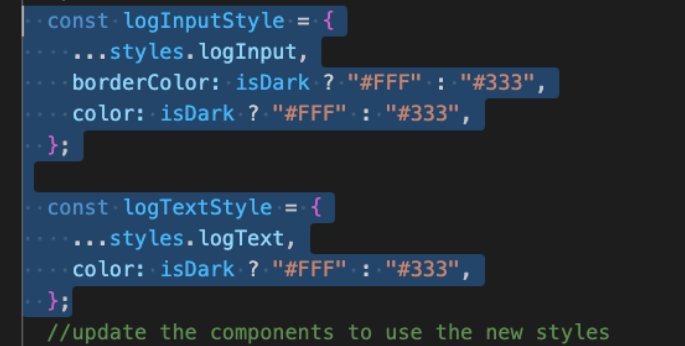 const logInputStyle = {
...styles.logInput,
borderColor: isDark ? "#FFF" : "#333",
color: isDark ? "#FFF" : "#333",
};
const logTextStyle = {
...styles.logText,
color: isDark ? "#FFF" : "#333",
};
//update the components to use the new styles